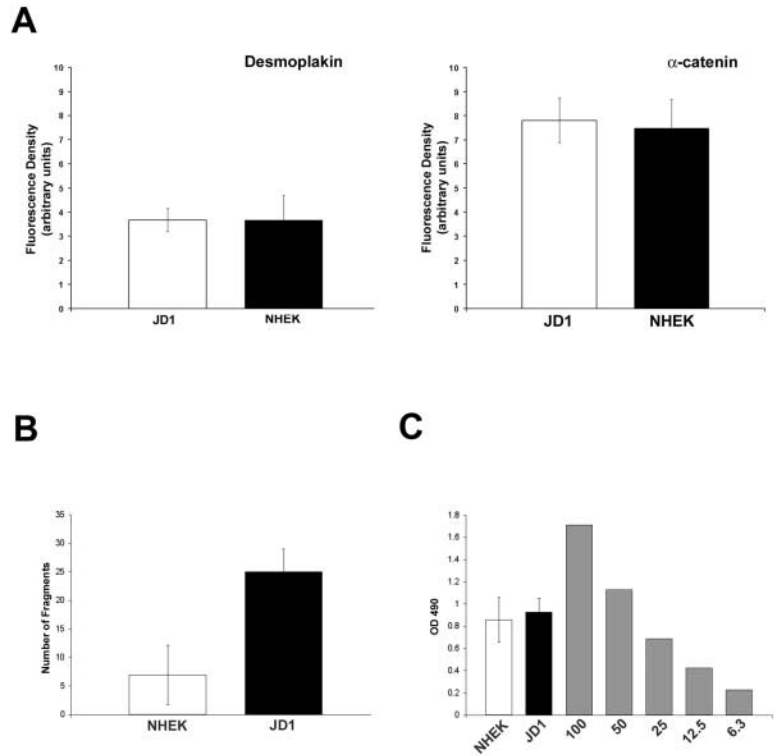 A
Desmoplakin
Fluorescence Density
(arbitrary units)
10
9
8
7
6
5
4
3
2
1
0
JD1 NHEK
α-catenin
Fluorescence Density
(arbitrary units)
10
9
8
7
6
5
4
3
2
1
0
JD1 NHEK
B
Number of Fragments
35
30
25
20
15
10
5
0
NHEK JD1
C
OD 490
1.8
1.6
1.4
1.2
1
0.8
0.6
0.4
0.2
0
NHEK JD1 100 50 25 12.5 6.3